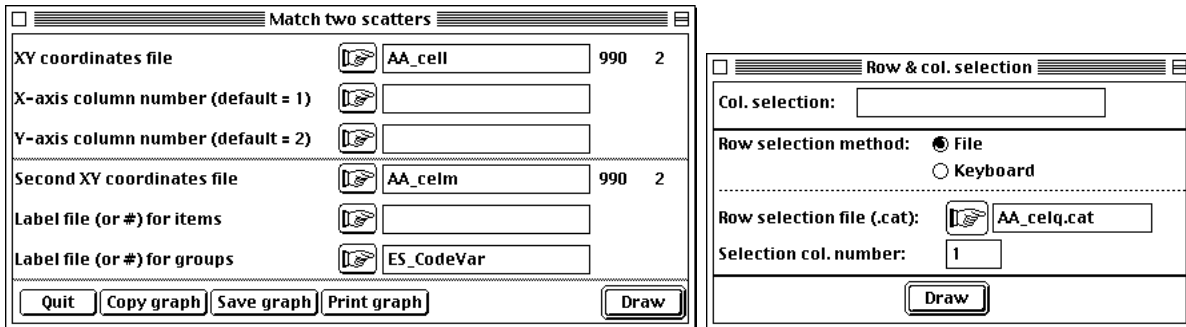 Match two scatters
XY coordinates file AA_cell 990 2
X-axis column number (default = 1)
Y-axis column number (default = 2)
Second XY coordinates file AA_celm 990 2
Label file (or #) for items
Label file (or #) for groups ES_CodeVar
Quit Copy graph Save graph Print graph Draw
Row & col. selection
Col. selection:
Row selection method: File
Keyboard
Row selection file (.cat): AA_celq.cat
Selection col. number: 1
Draw